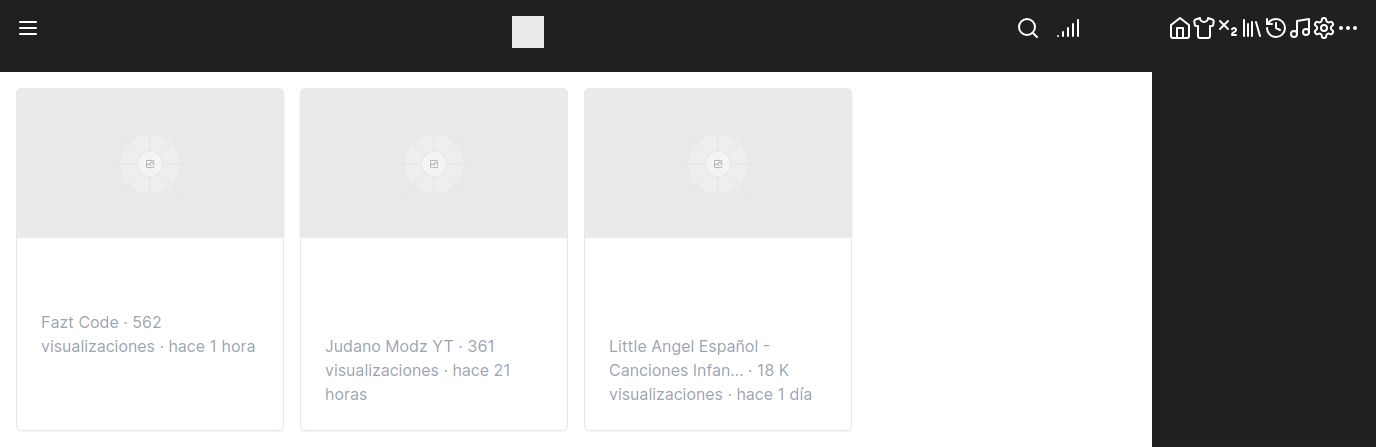 Fazt Code · 562
visualizaciones · hace 1 hora
Judano Modz YT · 361
visualizaciones · hace 21
horas
Little Angel Español -
Canciones Infan... · 18 K
visualizaciones · hace 1 día